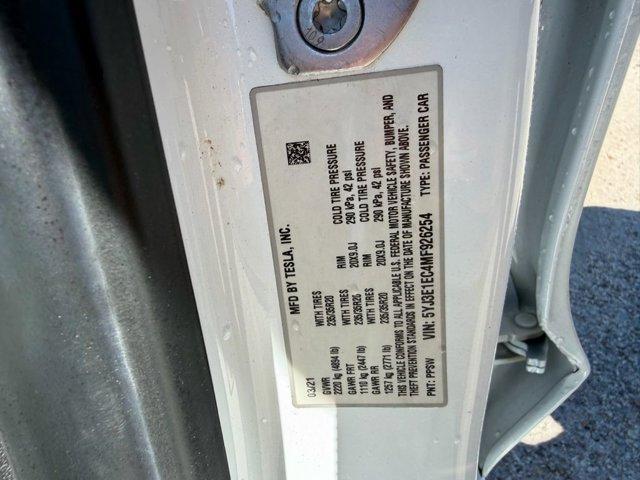 109
MFD BY TESLA, INC.
03/21
GVWR WITH TIRES RIM COLD TIRE PRESSURE
2220 kg (4894 lb) 235/35R20 20X9.0J 290 kPa, 42 psi
GAWR FRT WITH TIRES RIM COLD TIRE PRESSURE
1110 kg (2447 lb) 235/35R20 20X9.0J 290 kPa, 42 psi
GAWR RR
1257 kg (2771 lb)
THIS VEHICLE CONFORMS TO ALL APPLICABLE U.S. FEDERAL MOTOR VEHICLE SAFETY, BUMPER, AND
THEFT PREVENTION STANDARDS IN EFFECT ON THE DATE OF MANUFACTURE SHOWN ABOVE.
VIN: 5YJ3E1EC4MF926254
PNT: PPSW TYPE: PASSENGER CAR